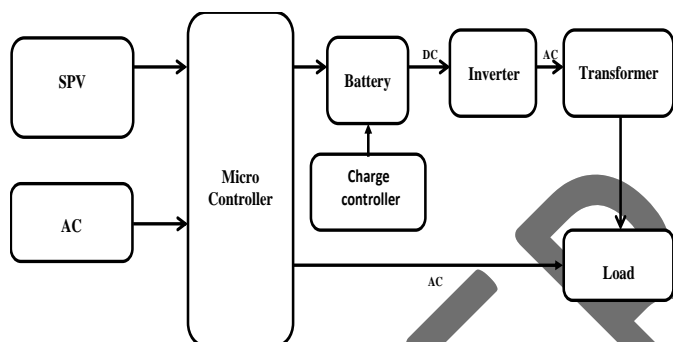 SPV
Battery
DC
Inverter
AC
Transformer
AC
Micro
Controller
Charge
controller
AC
Load